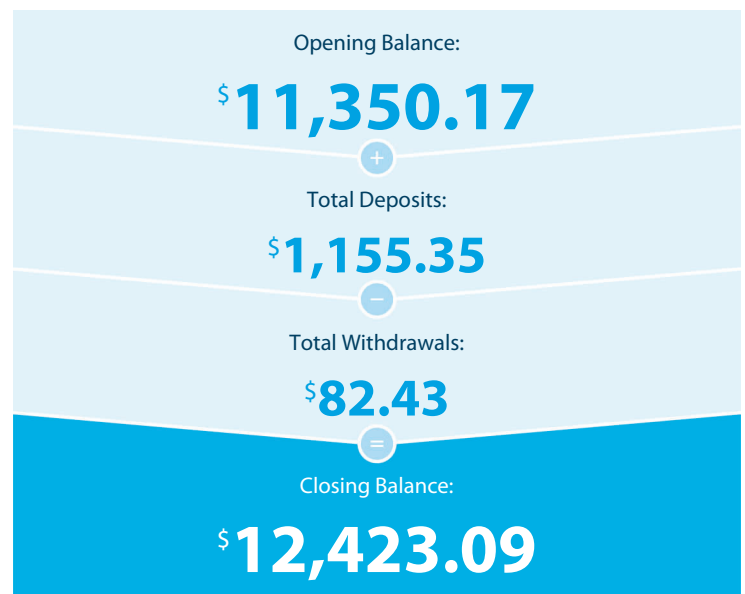 Opening Balance:
$11,350.17
+
Total Deposits:
$1,155.35
−
Total Withdrawals:
$82.43
=
Closing Balance:
$12,423.09